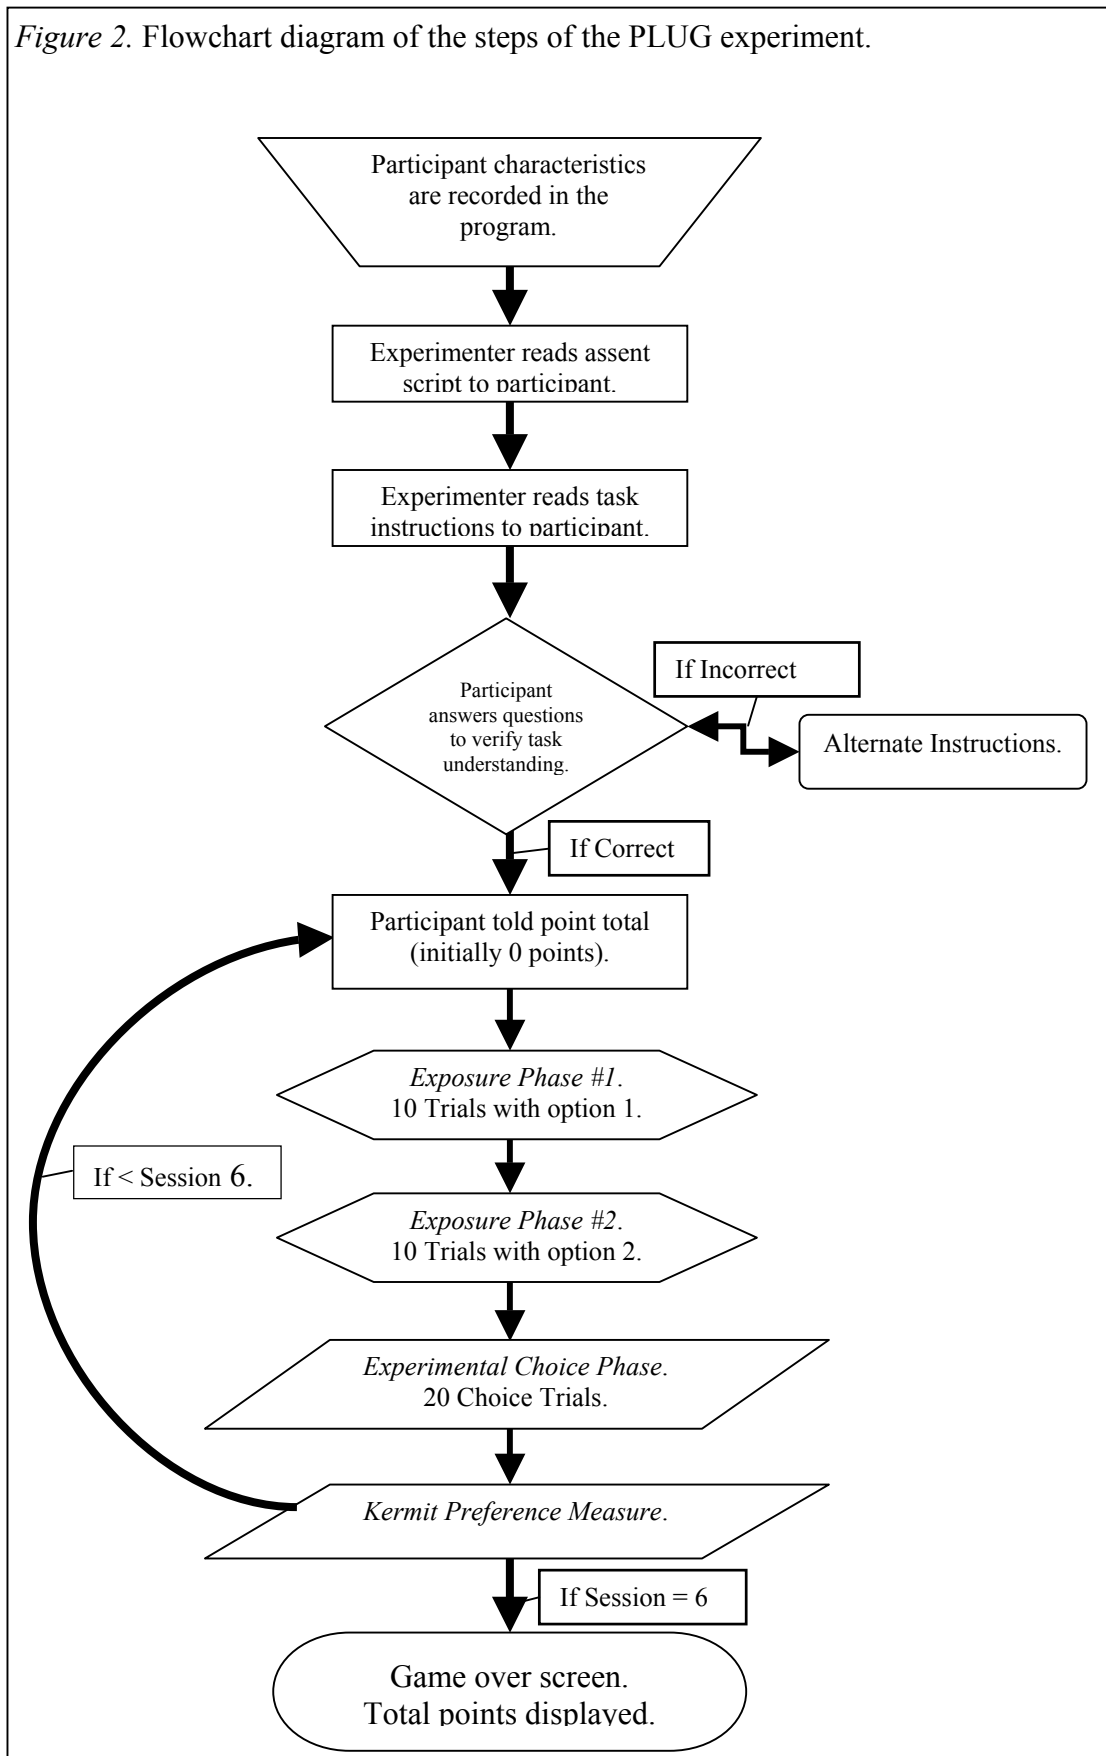 Figure 2. Flowchart diagram of the steps of the PLUG experiment.
Participant characteristics
are recorded in the
program.
Experimenter reads assent
script to participant.
Experimenter reads task
instructions to participant.
Participant
answers questions
to verify task
understanding.
If Incorrect
Alternate Instructions.
If Correct
Participant told point total
(initially 0 points).
Exposure Phase #1.
10 Trials with option 1.
If < Session 6.
Exposure Phase #2.
10 Trials with option 2.
Experimental Choice Phase.
20 Choice Trials.
Kermit Preference Measure.
If Session = 6
Game over screen.
Total points displayed.